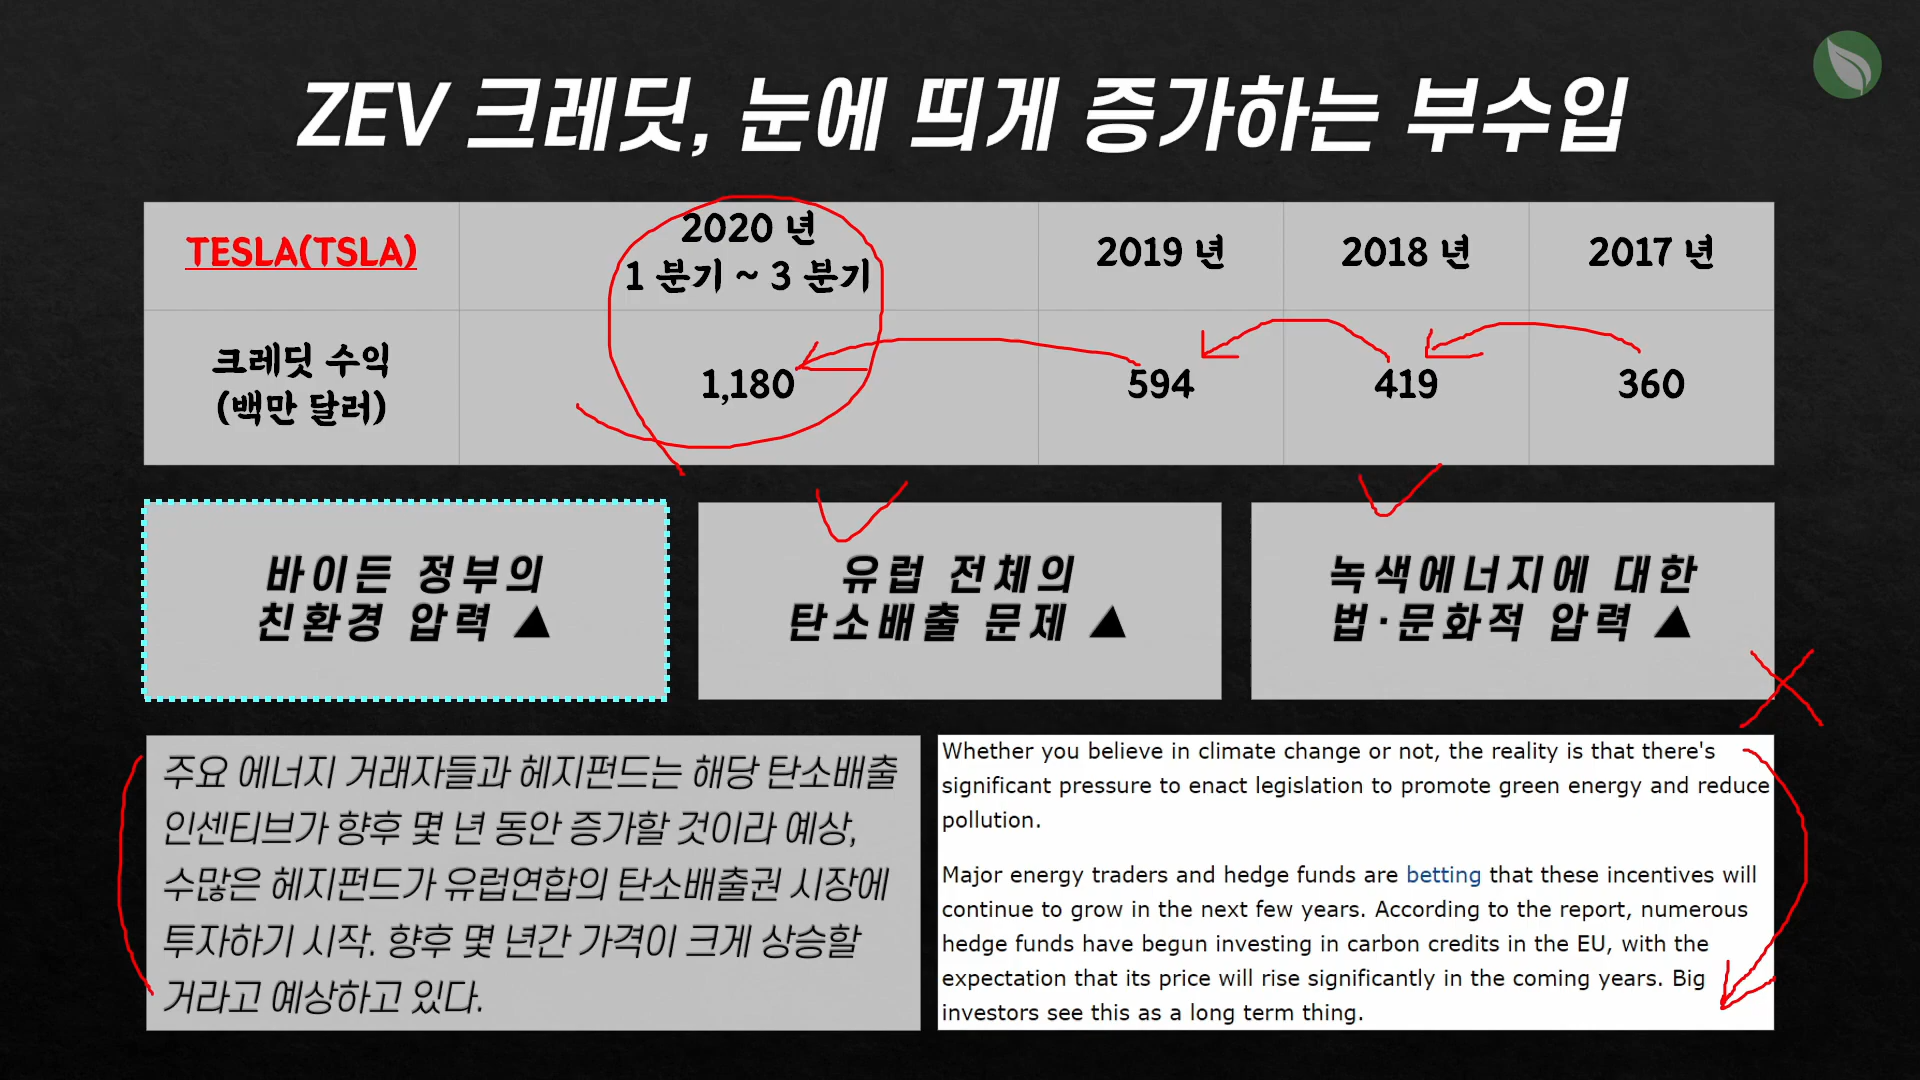 ZEV 크레딧, 눈에 띄게 증가하는 부수입
TESLA(TSLA)
2020 년
1 분기 ~ 3 분기
2019 년
2018 년
2017 년
크레딧 수익
(백만 달러)
1,180
594
419
360
바이든 정부의
친환경 압력 ▲
유럽 전체의
탄소배출 문제 ▲
녹색에너지에 대한
법·문화적 압력 ▲
주요 에너지 거래자들과 헤지펀드는 해당 탄소배출
인센티브가 향후 몇 년 동안 증가할 것이라 예상,
수많은 헤지펀드가 유럽연합의 탄소배출권 시장에
투자하기 시작. 향후 몇 년간 가격이 크게 상승할
거라고 예상하고 있다.
Whether you believe in climate change or not, the reality is that there's
significant pressure to enact legislation to promote green energy and reduce
pollution.
Major energy traders and hedge funds are betting that these incentives will
continue to grow in the next few years. According to the report, numerous
hedge funds have begun investing in carbon credits in the EU, with the
expectation that its price will rise significantly in the coming years. Big
investors see this as a long term thing.